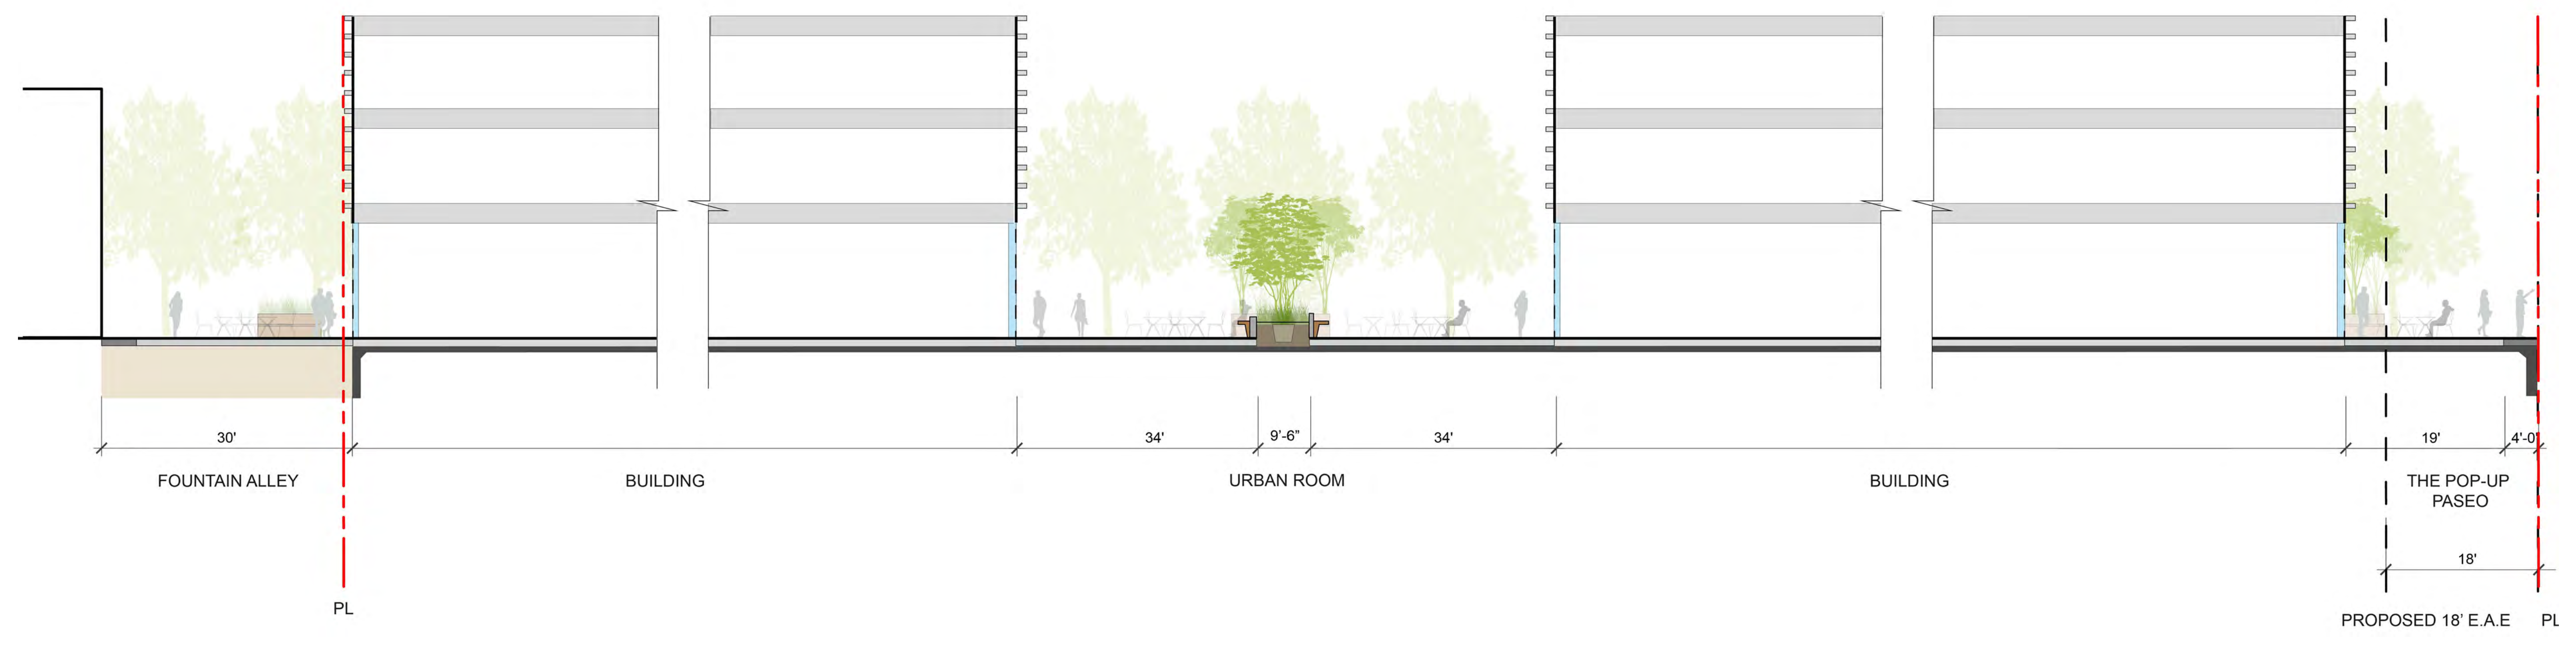 30'
34'
9'-6"
34'
19'
4'-0
FOUNTAIN ALLEY
BUILDING
URBAN ROOM
BUILDING
THE POP-UP
PASEO
18'
PL
PROPOSED 18' E.A.E
PL